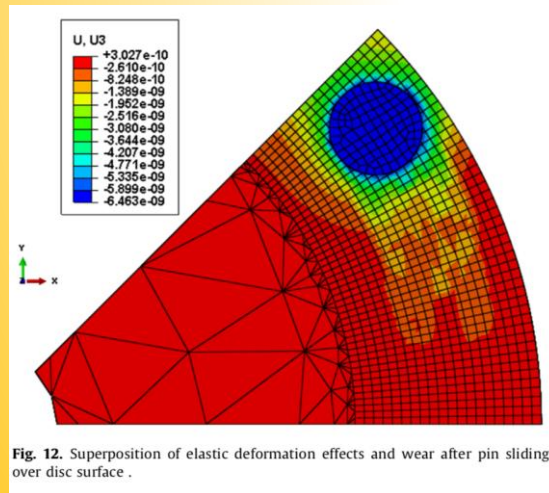 U, U3
+3.027e-10
-2.610e-10
-8.248e-10
-1.389e-09
-1.952e-09
-2.516e-09
-3.080e-09
-3.644e-09
-4.207e-09
-4.771e-09
-5.335e-09
-5.899e-09
-6.463e-09
Y
Z
X
Fig. 12. Superposition of elastic deformation effects and wear after pin sliding
over disc surface .